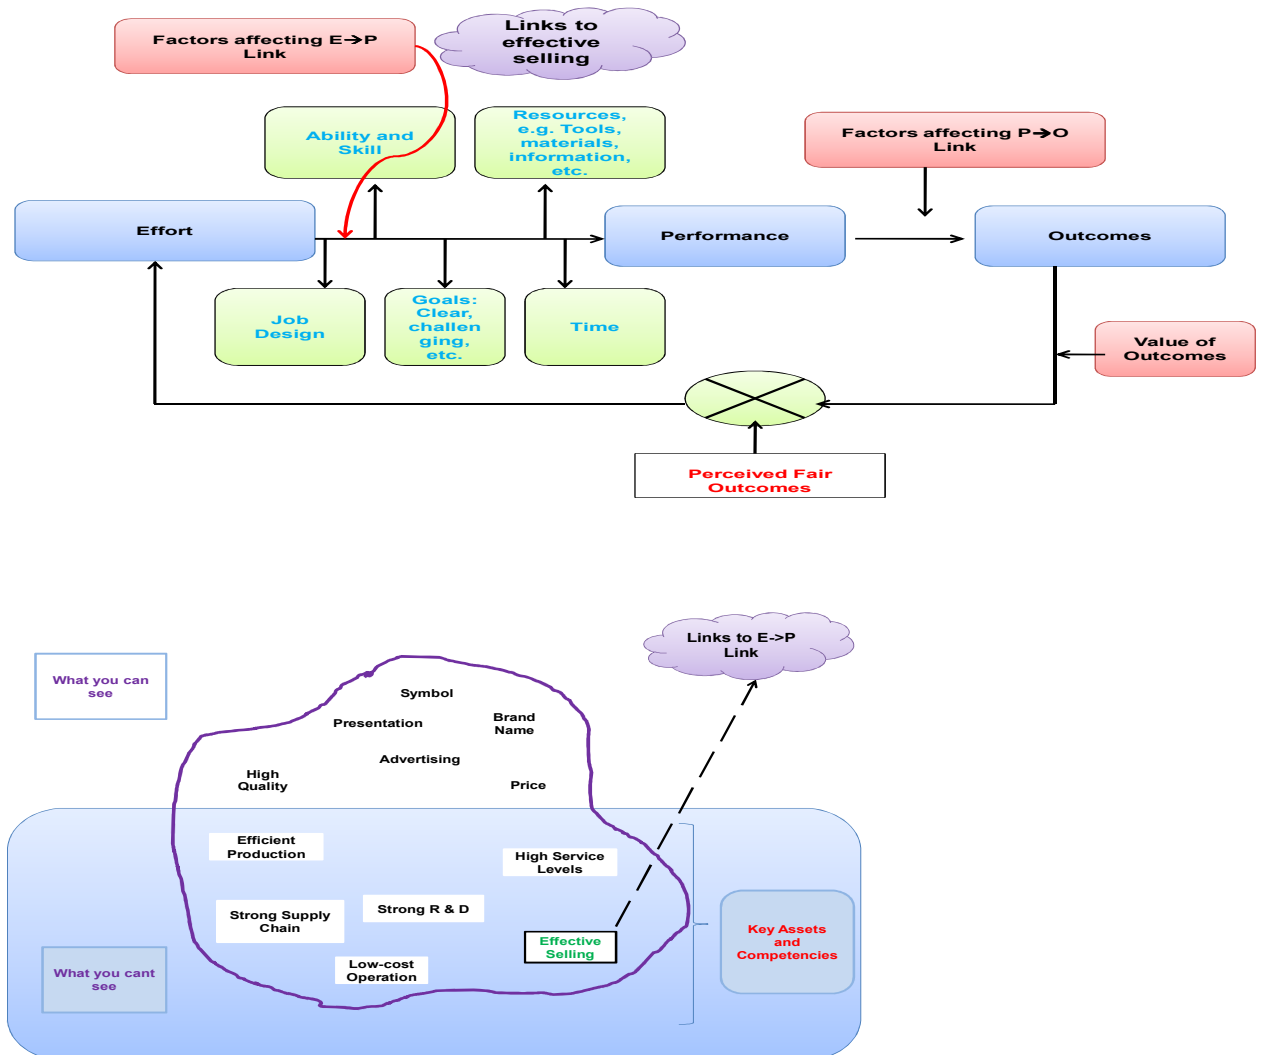 Links to
effective
selling
Factors affecting E→P
Link
Ability and
Skill
Resources,
e.g. Tools,
materials,
information,
etc.
Factors affecting P→O
Link
Effort
Performance
Outcomes
Job
Design
Goals:
Clear,
challen
ging,
etc.
Time
Value of
Outcomes
Perceived Fair
Outcomes
Links to E->P
Link
What you can
see
Symbol
Presentation
Brand
Name
Advertising
High
Quality
Price
Efficient
Production
High Service
Levels
Strong Supply
Chain
Strong R & D
Effective
Selling
Key Assets
and
Competencies
What you cant
see
Low-cost
Operation